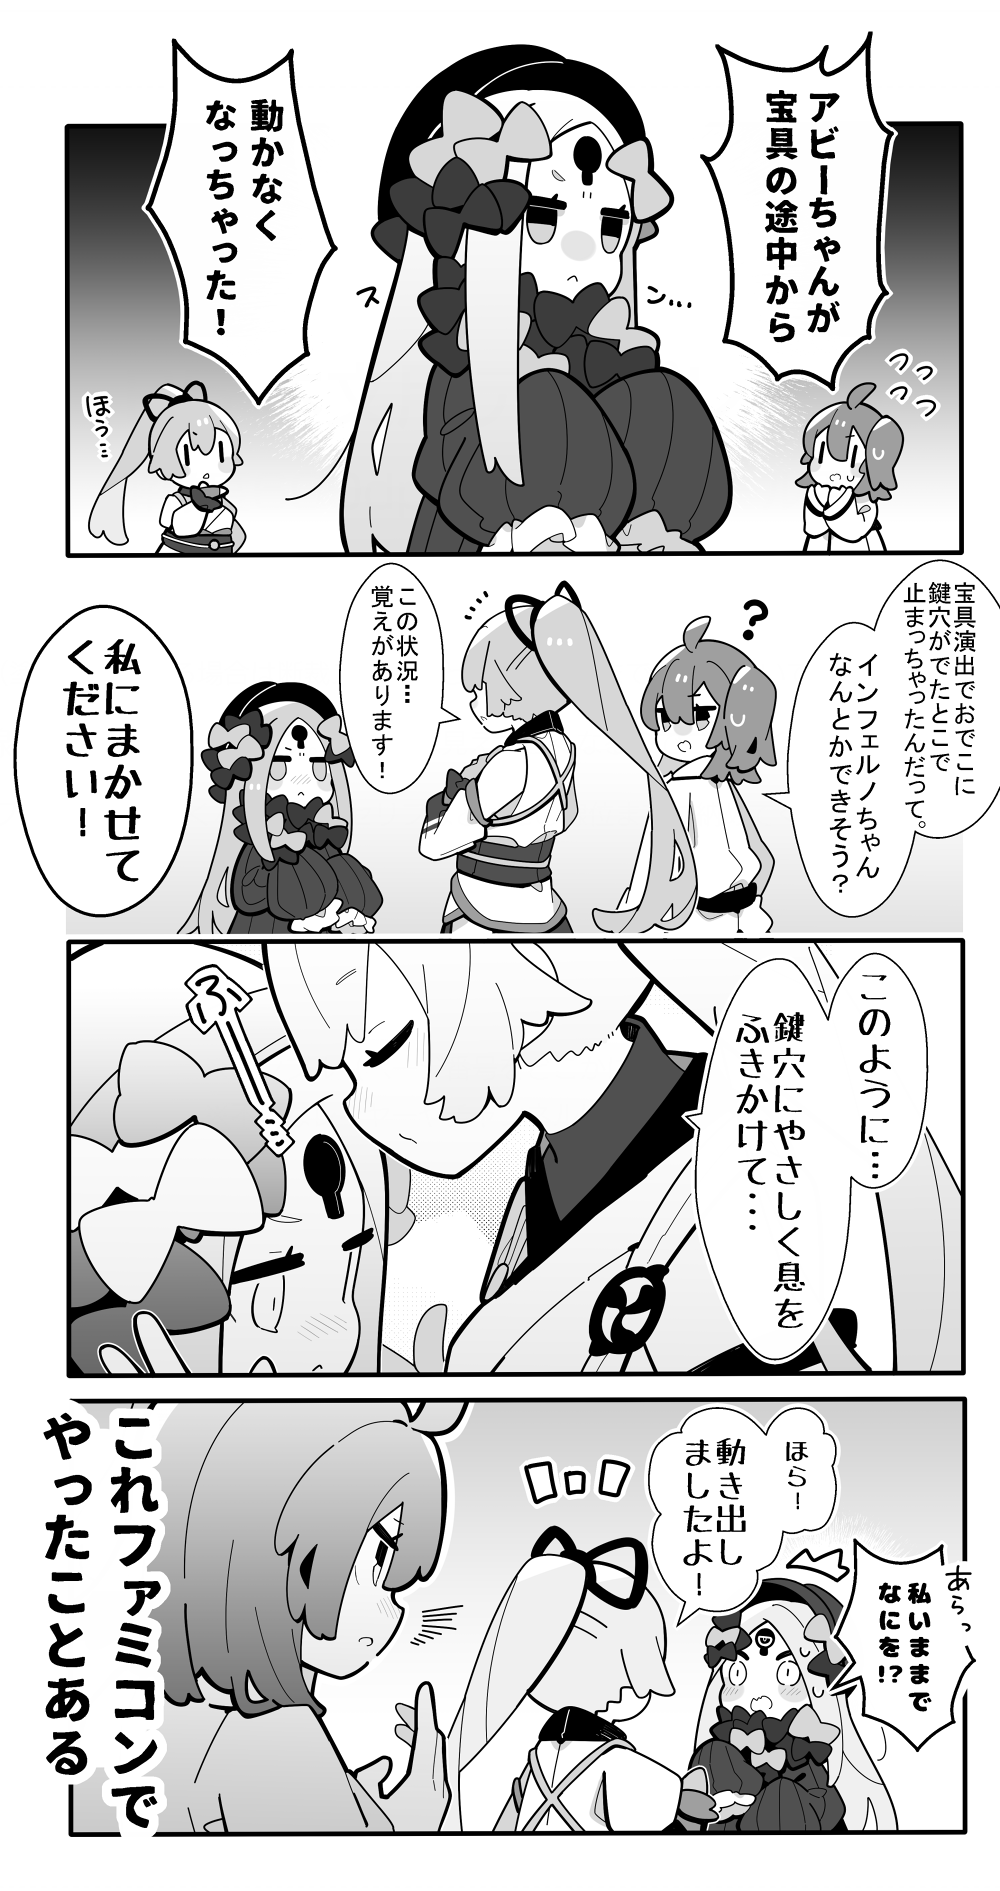 アビーちゃんが
宝具の途中から
動かなく
なっちゃった！
ス
ン…
ワワワワ
ほう…
宝具演出でおでこに
鍵穴がでたとこで
止まっちゃったんだって。
インフェルノちゃん
なんとかできそう？
？
この状況…
覚えがあります！
私にまかせて
ください！
このように…
鍵穴にやさしく息を
ふきかけて・・・
ふーっ
ほら！
動き出し
ましたよ！
あらっ
私いままで
なにを!?
これファミコンで
やったことある